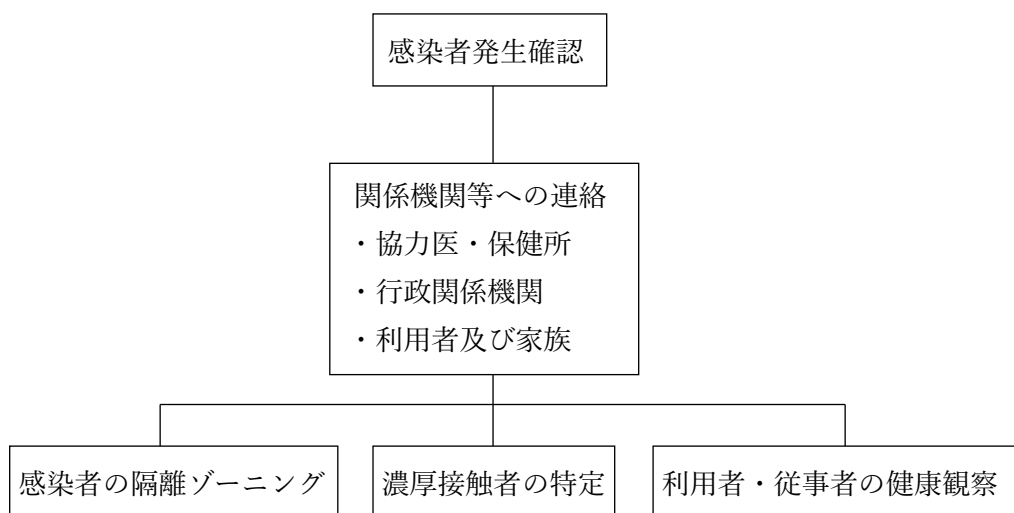 感染者発生確認
関係機関等への連絡
・協力医・保健所
・行政関係機関
・利用者及び家族
感染者の隔離ゾーニング
濃厚接触者の特定
利用者・従事者の健康観察